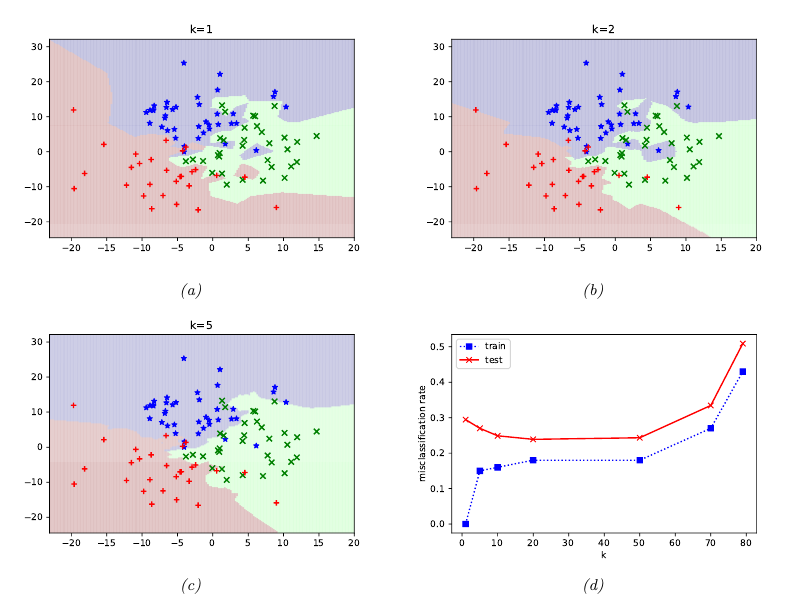 k=1
30
20
10
0
−10
−20
−20 −15 −10 −5 0 5 10 15 20
(a)
k=2
30
20
10
0
−10
−20
−20 −15 −10 −5 0 5 10 15 20
(b)
k=5
30
20
10
0
−10
−20
−20 −15 −10 −5 0 5 10 15 20
(c)
train
test
misclassification rate
0.5
0.4
0.3
0.2
0.1
0.0
0 10 20 30 40 50 60 70 80
k
(d)